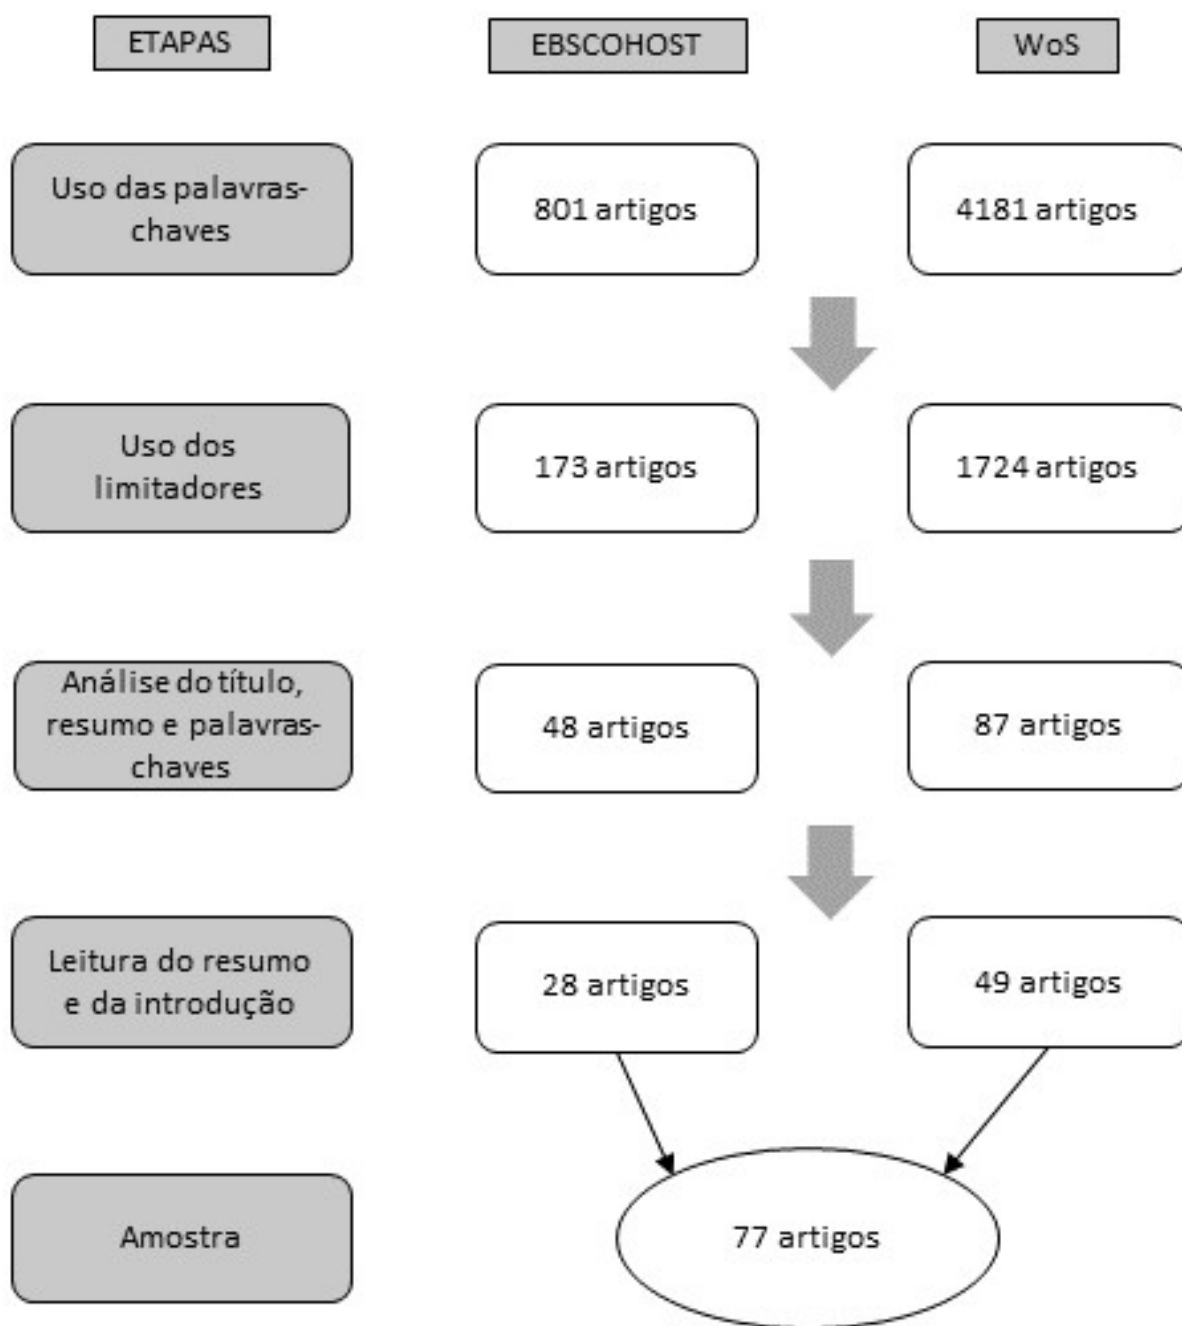 ETAPAS
EBSCOHOST
WoS
Uso das palavras-
chaves
801 artigos
4181 artigos
Uso dos
limitadores
173 artigos
1724 artigos
Análise do título,
resumo e palavras-
chaves
48 artigos
87 artigos
Leitura do resumo
e da introdução
28 artigos
49 artigos
Amostra
77 artigos